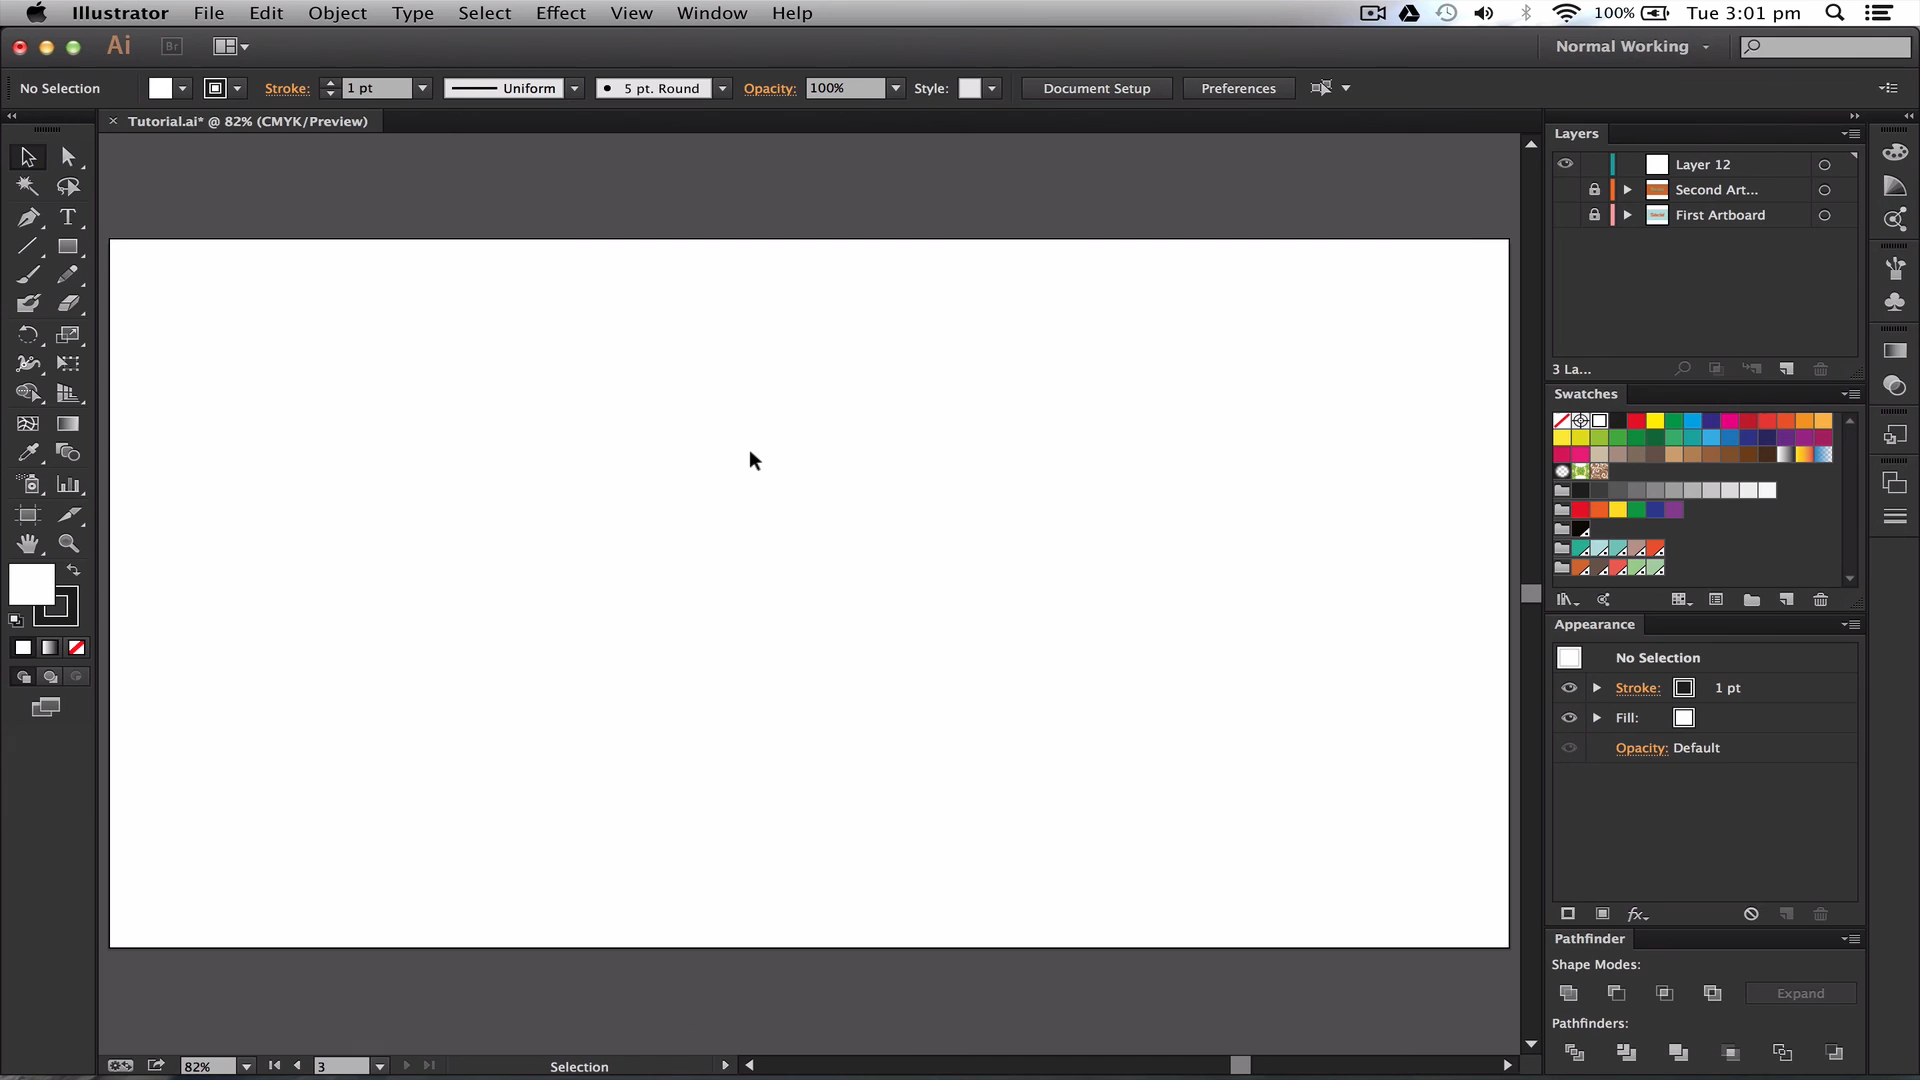 Illustrator File Edit Object Type Select Effect View Window Help 100% Tue 3:01 pm
Ai Br Normal Working
No Selection Stroke: 1 pt Uniform 5 pt. Round Opacity: 100% Style: Document Setup Preferences
× Tutorial.ai* @ 82% (CMYK/Preview)
Layers
Layer 12
Second Art...
First Artboard
3 La...
Swatches
Appearance
No Selection
Stroke: 1 pt
Fill:
Opacity: Default
fx
Pathfinder
Shape Modes:
Expand
Pathfinders:
82% 3 Selection